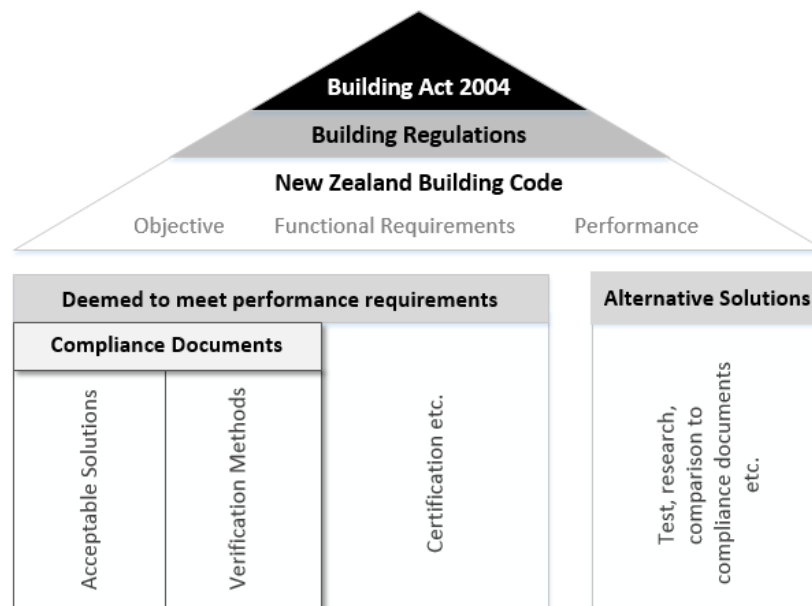 Building Act 2004
Building Regulations
New Zealand Building Code
Objective Functional Requirements Performance
Deemed to meet performance requirements
Compliance Documents
Acceptable Solutions
Verification Methods
Certification etc.
Alternative Solutions
Test, research,
comparison to
compliance documents
etc.